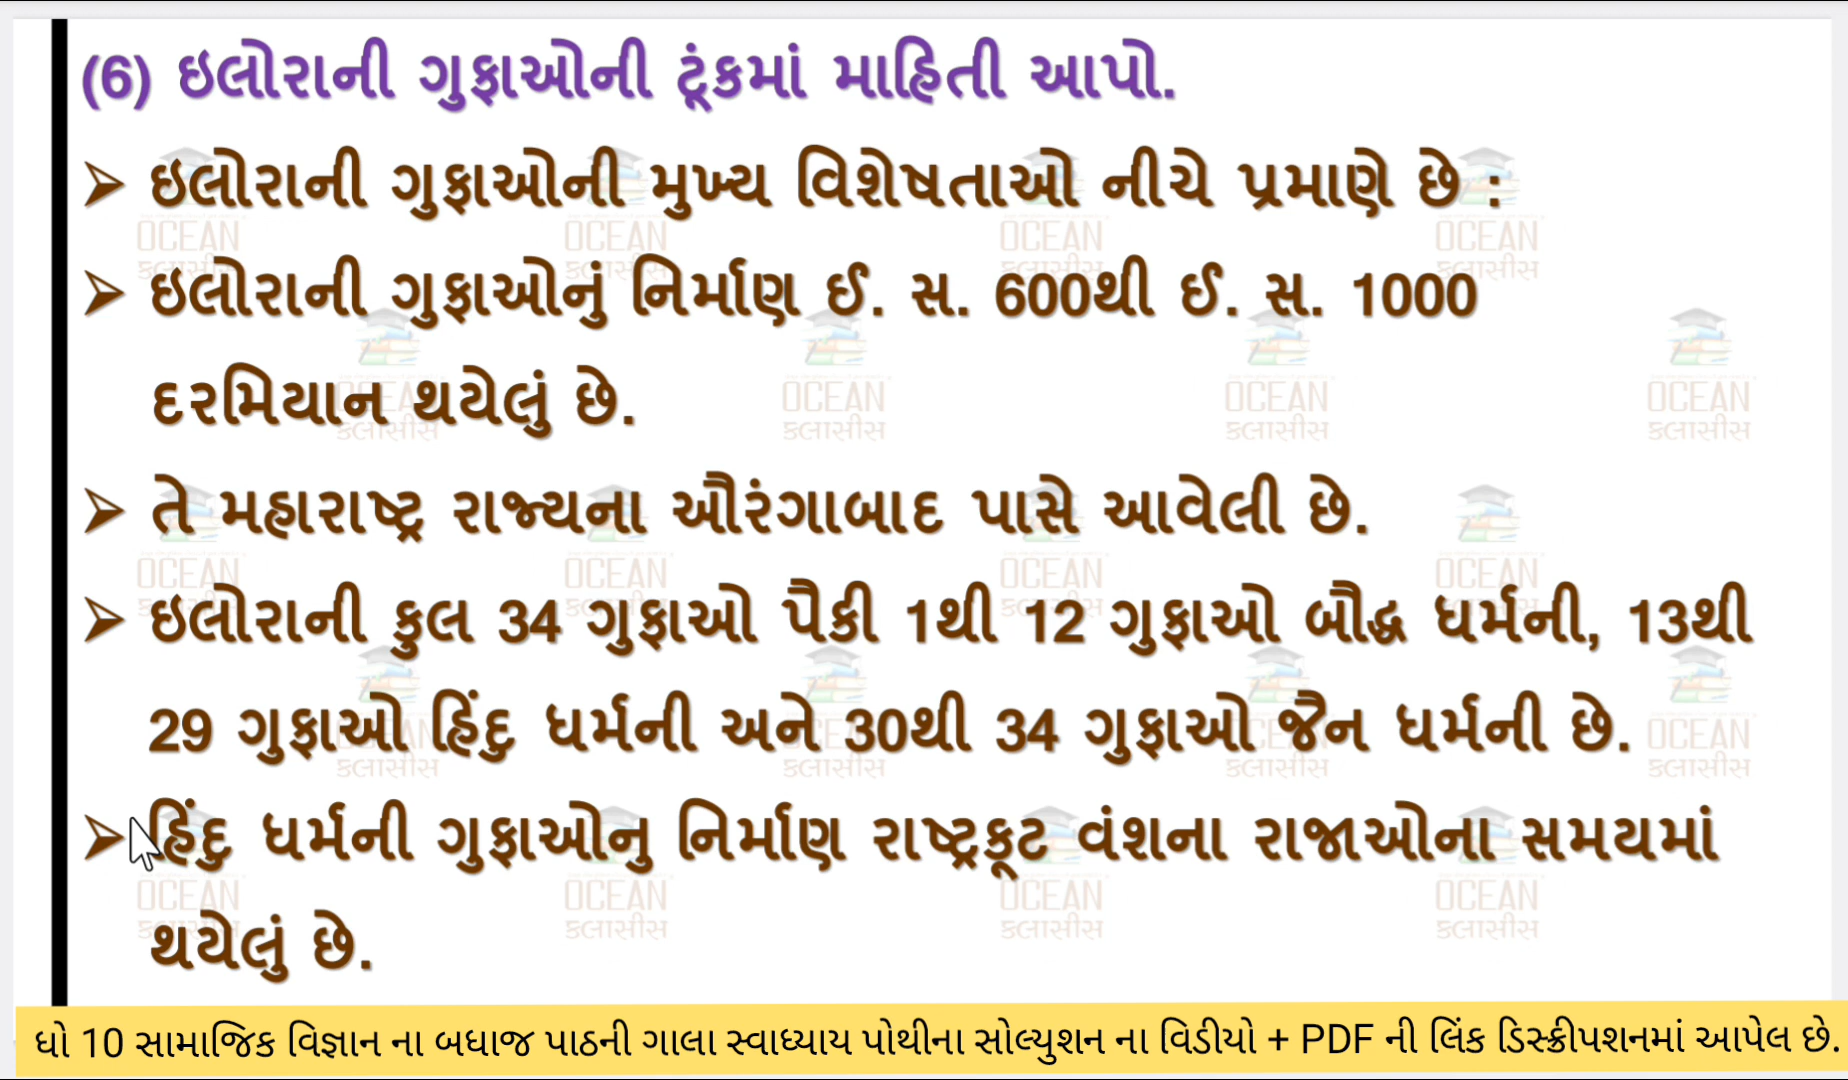 (6) ઇલોરાની ગુફાઓની ટૂંકમાં માહિતી આપો.
➢ ઇલોરાની ગુફાઓની મુખ્ય વિશેષતાઓ નીચે પ્રમાણે છે :
➢ ઇલોરાની ગુફાઓનું નિર્માણ ઈ. સ. 600થી ઈ. સ. 1000
દરમિયાન થયેલું છે.
➢ તે મહારાષ્ટ્ર રાજ્યના ઔરંગાબાદ પાસે આવેલી છે.
➢ ઇલોરાની કુલ 34 ગુફાઓ પૈકી 1થી 12 ગુફાઓ બૌદ્ધ ધર્મની, 13થી
29 ગુફાઓ હિંદુ ધર્મની અને 30થી 34 ગુફાઓ જૈન ધર્મની છે.
➢ હિંદુ ધર્મની ગુફાઓનુ નિર્માણ રાષ્ટ્રકૂટ વંશના રાજાઓના સમયમાં
થયેલું છે.
ધો 10 સામાજિક વિજ્ઞાન ના બધાજ પાઠની ગાલા સ્વાધ્યાય પોથીના સોલ્યુશન ના વિડીયો + PDF ની લિંક ડિસ્ક્રીપશનમાં આપેલ છે.
OCEAN
ક્લાસીસ